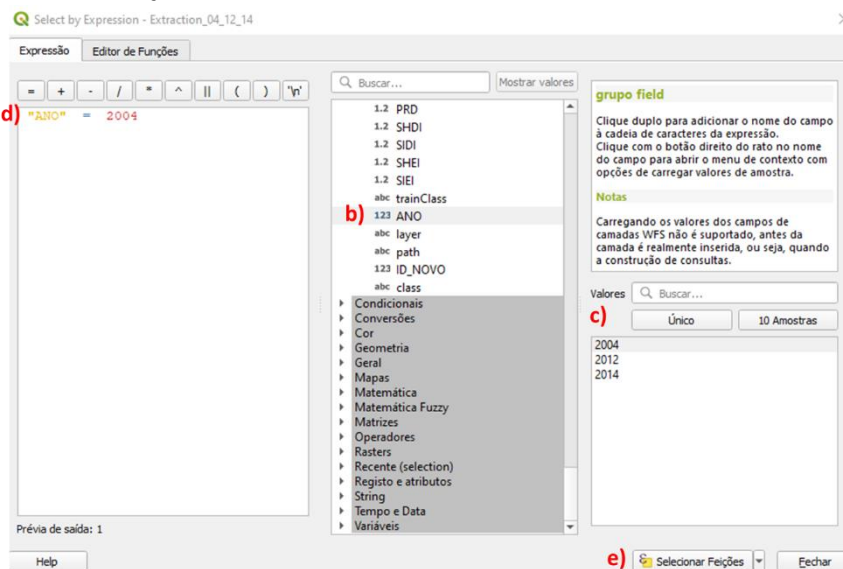 Select by Expression - Extraction_04_12_14
Expressão
Editor de Funções
= + - / * ^ || ( ) '\n'
d) "ANO" = 2004
Prévia de saída: 1
Help
Buscar...
Mostrar valores
1.2 PRD
1.2 SHDI
1.2 SIDI
1.2 SHEI
1.2 SIEI
abc trainClass
b) 123 ANO
abc layer
abc path
123 ID_NOVO
abc class
Condicionais
Conversões
Cor
Geometria
Geral
Mapas
Matemática
Matemática Fuzzy
Matrizes
Operadores
Rasters
Recente (selection)
Registo e atributos
String
Tempo e Data
Variáveis
grupo field
Clique duplo para adicionar o nome do campo
à cadeia de caracteres da expressão.
Clique com o botão direito do rato no nome
do campo para abrir o menu de contexto com
opções de carregar valores de amostra.
Notas
Carregando os valores dos campos de
camadas WFS não é suportado, antes da
camada é realmente inserida, ou seja, quando
a construção de consultas.
Valores Buscar...
c) Único 10 Amostras
2004
2012
2014
e) Selecionar Feições
Fechar